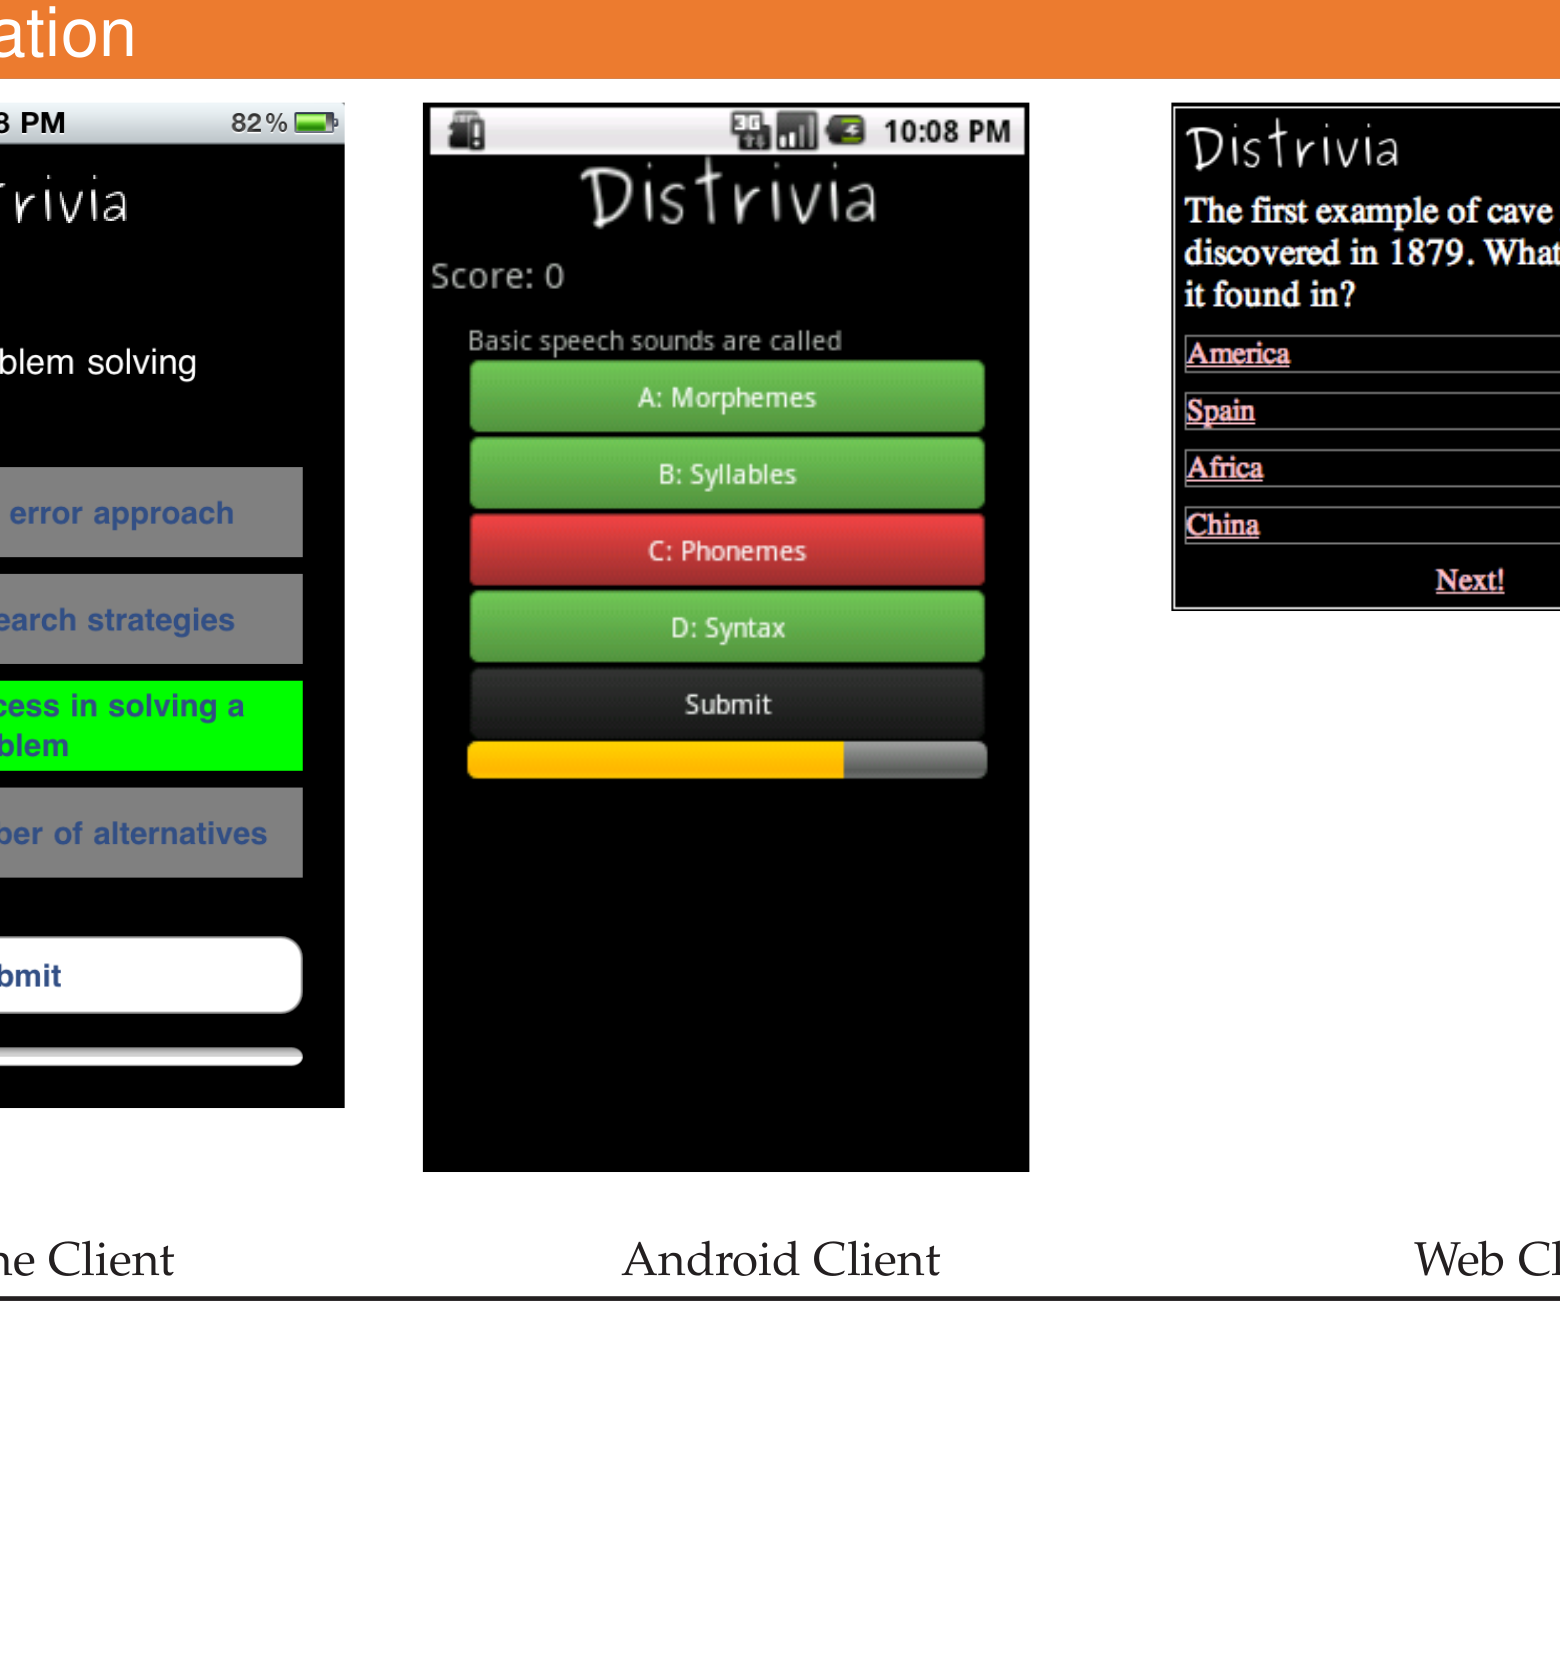 ation
8 PM 82%
rivia
blem solving
error approach
earch strategies
cess in solving a
blem
ber of alternatives
bmit
ne Client
3G 10:08 PM
Distrivia
Score: 0
Basic speech sounds are called
A: Morphemes
B: Syllables
C: Phonemes
D: Syntax
Submit
Android Client
Distrivia
The first example of cave
discovered in 1879. What
it found in?
America
Spain
Africa
China
Next!
Web Cl